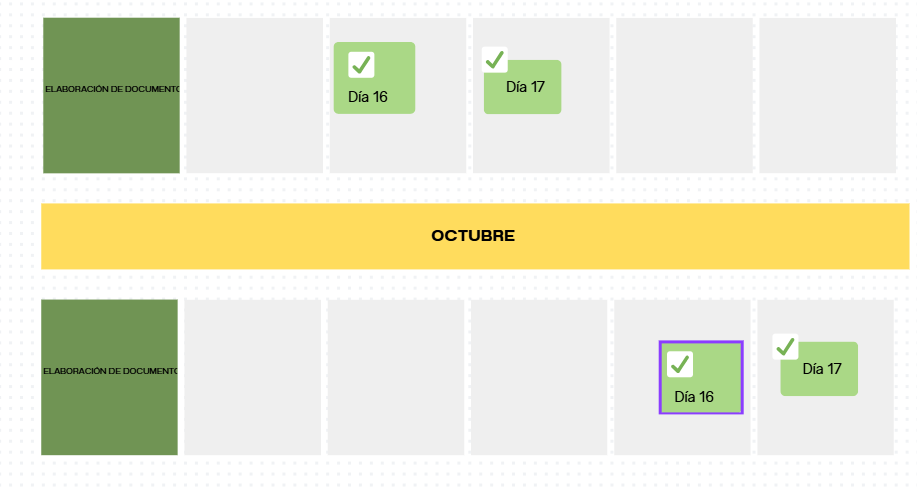 ELABORACIÓN DE DOCUMENTO
Día 16
Día 17
OCTUBRE
ELABORACIÓN DE DOCUMENTO
Día 16
Día 17